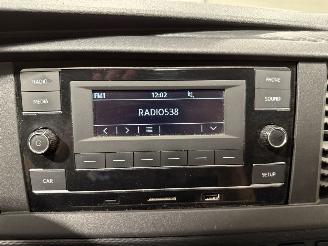 RADIO
PHONE
FM1 12:02
MEDIA
SOUND
RADIO538
CAR
SETUP